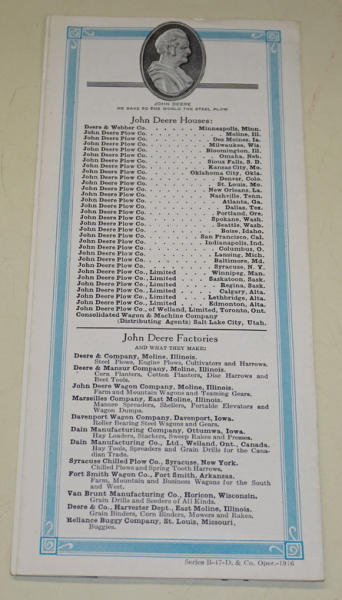 JOHN DEERE
HE GAVE TO THE WORLD THE STEEL PLOW
John Deere Houses:
Deere & Webber Co. . . . . . . Minneapolis, Minn.
John Deere Plow Co. . . . . . . Moline, Ill.
John Deere Plow Co. . . . . . . Des Moines, Ia.
John Deere Plow Co. . . . . . . Milwaukee, Wis.
John Deere Plow Co. . . . . . . Bloomington, Ill.
John Deere Plow Co. . . . . . . Omaha, Neb.
John Deere Plow Co. . . . . . . Sioux Falls, S. D.
John Deere Plow Co. . . . . . . Kansas City, Mo.
John Deere Plow Co. . . . . . . Oklahoma City, Okla.
John Deere Plow Co. . . . . . . Denver, Colo.
John Deere Plow Co. . . . . . . St. Louis, Mo.
John Deere Plow Co. . . . . . . New Orleans, La.
John Deere Plow Co. . . . . . . Nashville, Tenn.
John Deere Plow Co. . . . . . . Atlanta, Ga.
John Deere Plow Co. . . . . . . Dallas, Tex.
John Deere Plow Co. . . . . . . Portland, Ore.
John Deere Plow Co. . . . . . . Spokane, Wash.
John Deere Plow Co. . . . . . . Seattle, Wash.
John Deere Plow Co. . . . . . . Boise, Idaho
John Deere Plow Co. . . . . . . San Francisco, Cal.
John Deere Plow Co. . . . . . . Indianapolis, Ind.
John Deere Plow Co. . . . . . . Columbus, O.
John Deere Plow Co. . . . . . . Lansing, Mich.
John Deere Plow Co. . . . . . . Baltimore, Md.
John Deere Plow Co. . . . . . . Syracuse, N. Y.
John Deere Plow Co., Limited . . . . Winnipeg, Man.
John Deere Plow Co., Limited . . . . Saskatoon, Sask.
John Deere Plow Co., Limited . . . . Regina, Sask.
John Deere Plow Co., Limited . . . . Calgary, Alta.
John Deere Plow Co., Limited . . . . Lethbridge, Alta.
John Deere Plow Co., Limited . . . . Edmonton, Alta.
John Deere Plow Co., of Welland, Limited, Toronto, Ont.
Consolidated Wagon & Machine Company
(Distributing Agents) Salt Lake City, Utah.
John Deere Factories
AND WHAT THEY MAKE:
Deere & Company, Moline, Illinois.
Steel Plows, Engine Plows, Cultivators and Harrows.
Deere & Mansur Company, Moline, Illinois.
Corn Planters, Cotton Planters, Disc Harrows and
Beet Tools.
John Deere Wagon Company, Moline, Illinois.
Farm and Mountain Wagons and Teaming Gears.
Marseilles Company, East Moline, Illinois.
Manure Spreaders, Shellers, Portable Elevators and
Wagon Dumps.
Davenport Wagon Company, Davenport, Iowa.
Roller Bearing Steel Wagons and Gears.
Dain Manufacturing Company, Ottumwa, Iowa.
Hay Loaders, Stackers, Sweep Rakes and Presses.
Dain Manufacturing Co., Ltd., Welland, Ont., Canada.
Hay Tools, Spreaders and Grain Drills for the Cana-
dian Trade.
Syracuse Chilled Plow Co., Syracuse, New York.
Chilled Plows and Spring Tooth Harrows.
Fort Smith Wagon Co., Fort Smith, Arkansas.
Farm, Mountain and Business Wagons for the South
and West.
Van Brunt Manufacturing Co., Horicon, Wisconsin.
Grain Drills and Seeders of All Kinds.
Deere & Co., Harvester Dept., East Moline, Illinois.
Grain Binders, Corn Binders, Mowers and Rakes.
Reliance Buggy Company, St. Louis, Missouri.
Buggies.
Series B-17-D. & Co. Oper.-1916